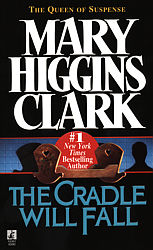 THE QUEEN OF SUSPENSE
MARY
HIGGINS
CLARK
#1
New York
Times
Bestselling
Author
THE CRADLE
WILL FALL